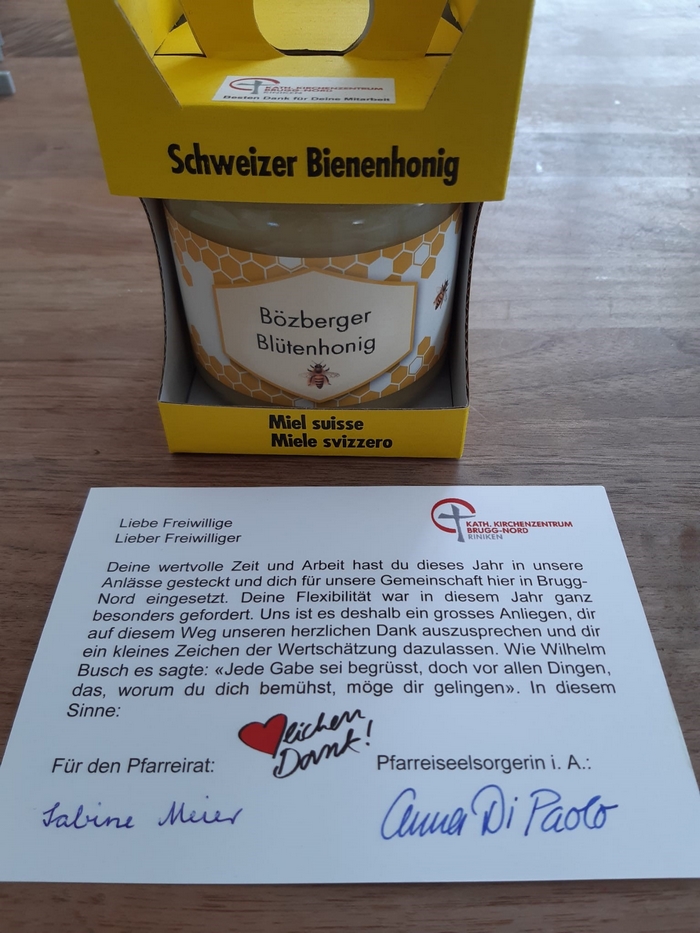 KATH. KIRCHENZENTRUM
BRUGG-NORD
RINIKEN
Besten Dank für Deine Mitarbeit
Schweizer Bienenhonig
Bözberger
Blütenhonig
Miel suisse
Miele svizzero
Liebe Freiwillige
Lieber Freiwilliger
KATH. KIRCHENZENTRUM
BRUGG-NORD
RINIKEN
Deine wertvolle Zeit und Arbeit hast du dieses Jahr in unsere
Anlässe gesteckt und dich für unsere Gemeinschaft hier in Brugg-
Nord eingesetzt. Deine Flexibilität war in diesem Jahr ganz
besonders gefordert. Uns ist es deshalb ein grosses Anliegen, dir
auf diesem Weg unseren herzlichen Dank auszusprechen und dir
ein kleines Zeichen der Wertschätzung dazulassen. Wie Wilhelm
Busch es sagte: «Jede Gabe sei begrüsst, doch vor allen Dingen,
das, worum du dich bemühst, möge dir gelingen». In diesem
Sinne:
lichen
Dank!
Für den Pfarreirat:
Pfarreiseelsorgerin i. A.:
Sabine Meier
Anna Di Paolo